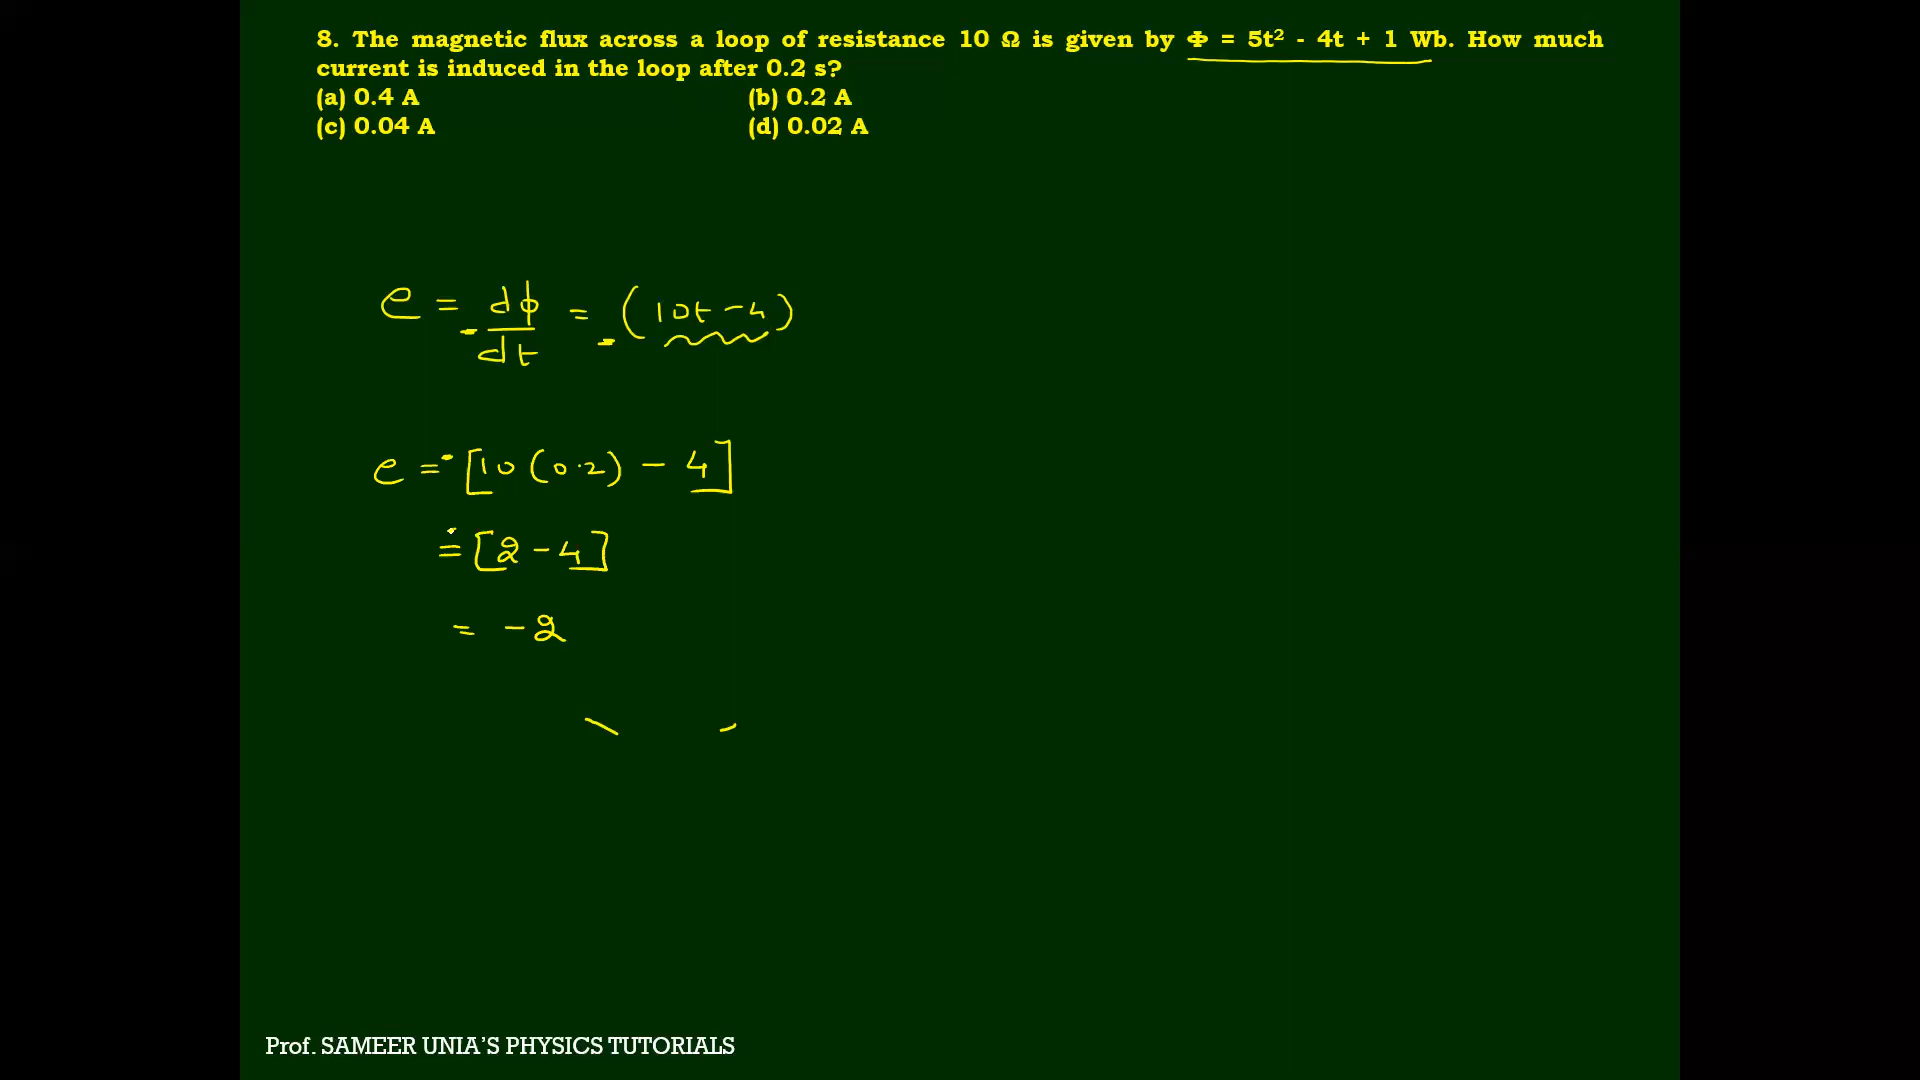 8. The magnetic flux across a loop of resistance 10 Ω is given by Φ = 5t² - 4t + 1 Wb. How much
current is induced in the loop after 0.2 s?
(a) 0.4 A (b) 0.2 A
(c) 0.04 A (d) 0.02 A
e = - dφ/dt = - (10t - 4)
e = - [10 (0.2) - 4]
= - [2 - 4]
= - 2
Prof. SAMEER UNIA'S PHYSICS TUTORIALS